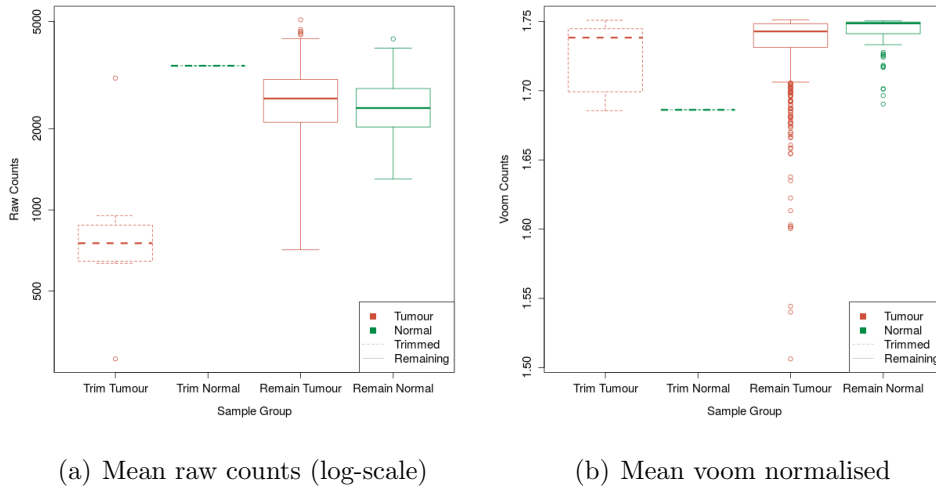 5000
2000
1000
500
Raw Counts
Trim Tumour
Trim Normal
Remain Tumour
Remain Normal
Sample Group
Tumour
Normal
Trimmed
Remaining
(a) Mean raw counts (log-scale)
1.75
1.70
1.65
1.60
1.55
1.50
Voom Counts
Trim Tumour
Trim Normal
Remain Tumour
Remain Normal
Sample Group
Tumour
Normal
Trimmed
Remaining
(b) Mean voom normalised